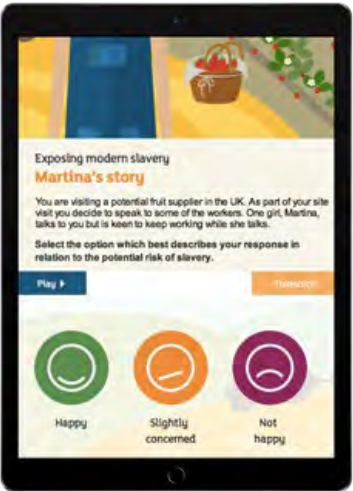 Exposing modern slavery
Martina's story
You are visiting a potential fruit supplier in the UK. As part of your site
visit you decide to speak to some of the workers. One girl, Martina,
talks to you but is keen to keep working while she talks.
Select the option which best describes your response in
relation to the potential risk of slavery.
Play
Transcript
Happy
Slightly
concerned
Not
happy